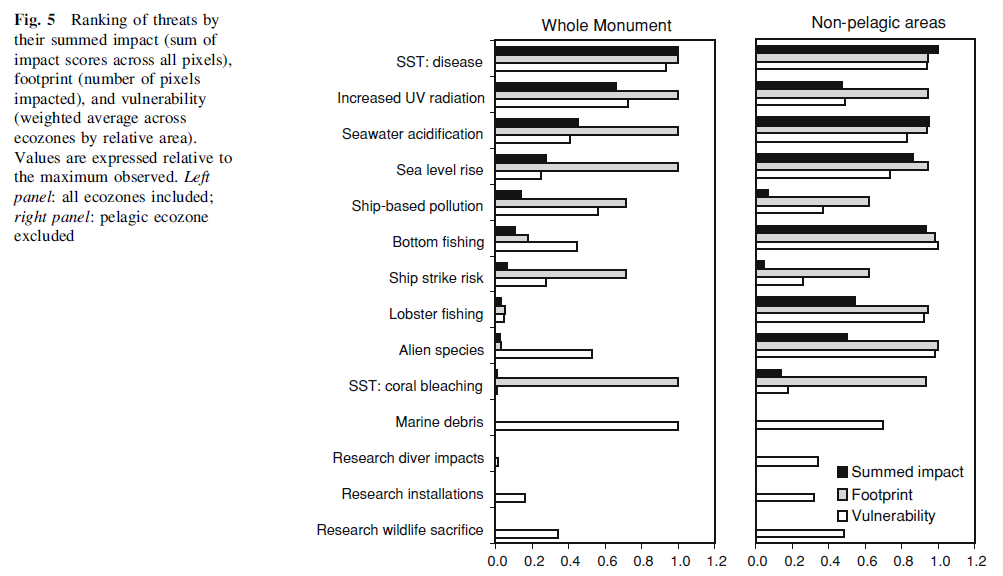 Fig. 5 Ranking of threats by
their summed impact (sum of
impact scores across all pixels),
footprint (number of pixels
impacted), and vulnerability
(weighted average across
ecozones by relative area).
Values are expressed relative to
the maximum observed. Left
panel: all ecozones included;
right panel: pelagic ecozone
excluded
Whole Monument
Non-pelagic areas
SST: disease
Increased UV radiation
Seawater acidification
Sea level rise
Ship-based pollution
Bottom fishing
Ship strike risk
Lobster fishing
Alien species
SST: coral bleaching
Marine debris
Research diver impacts
Research installations
Research wildlife sacrifice
Summed impact
Footprint
Vulnerability
0.0 0.2 0.4 0.6 0.8 1.0 1.2
0.0 0.2 0.4 0.6 0.8 1.0 1.2